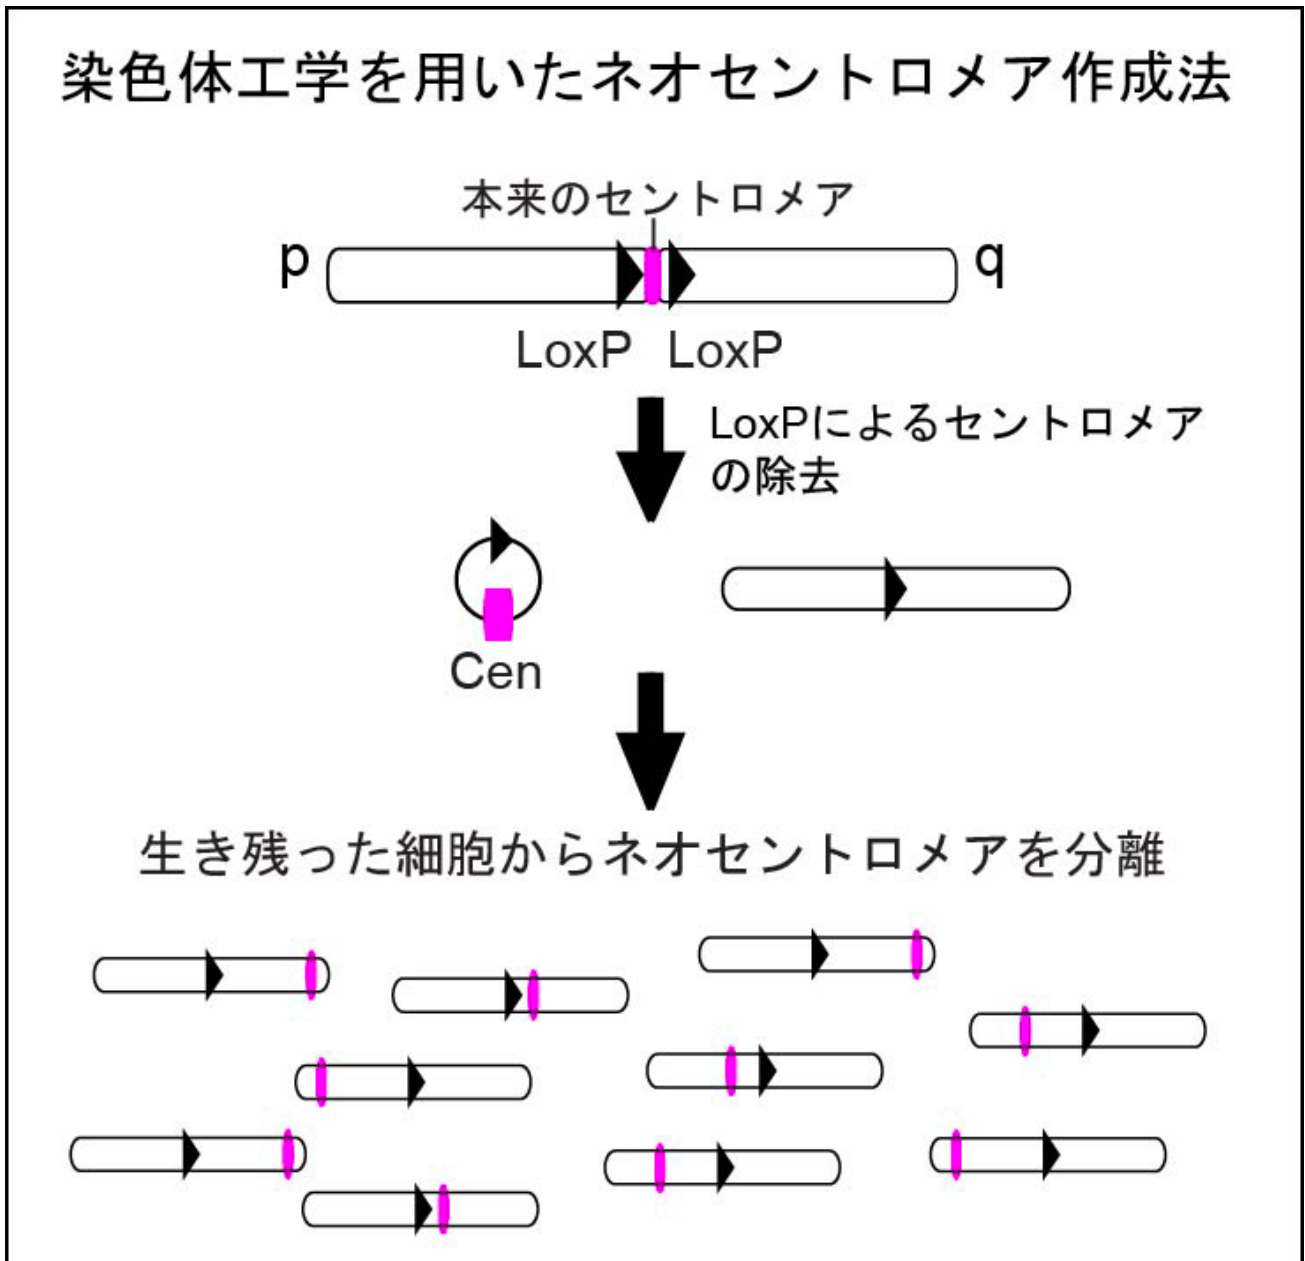 染色体工学を用いたネオセントロメア作成法
本来のセントロメア
p
q
LoxP LoxP
LoxPによるセントロメア
の除去
Cen
生き残った細胞からネオセントロメアを分離